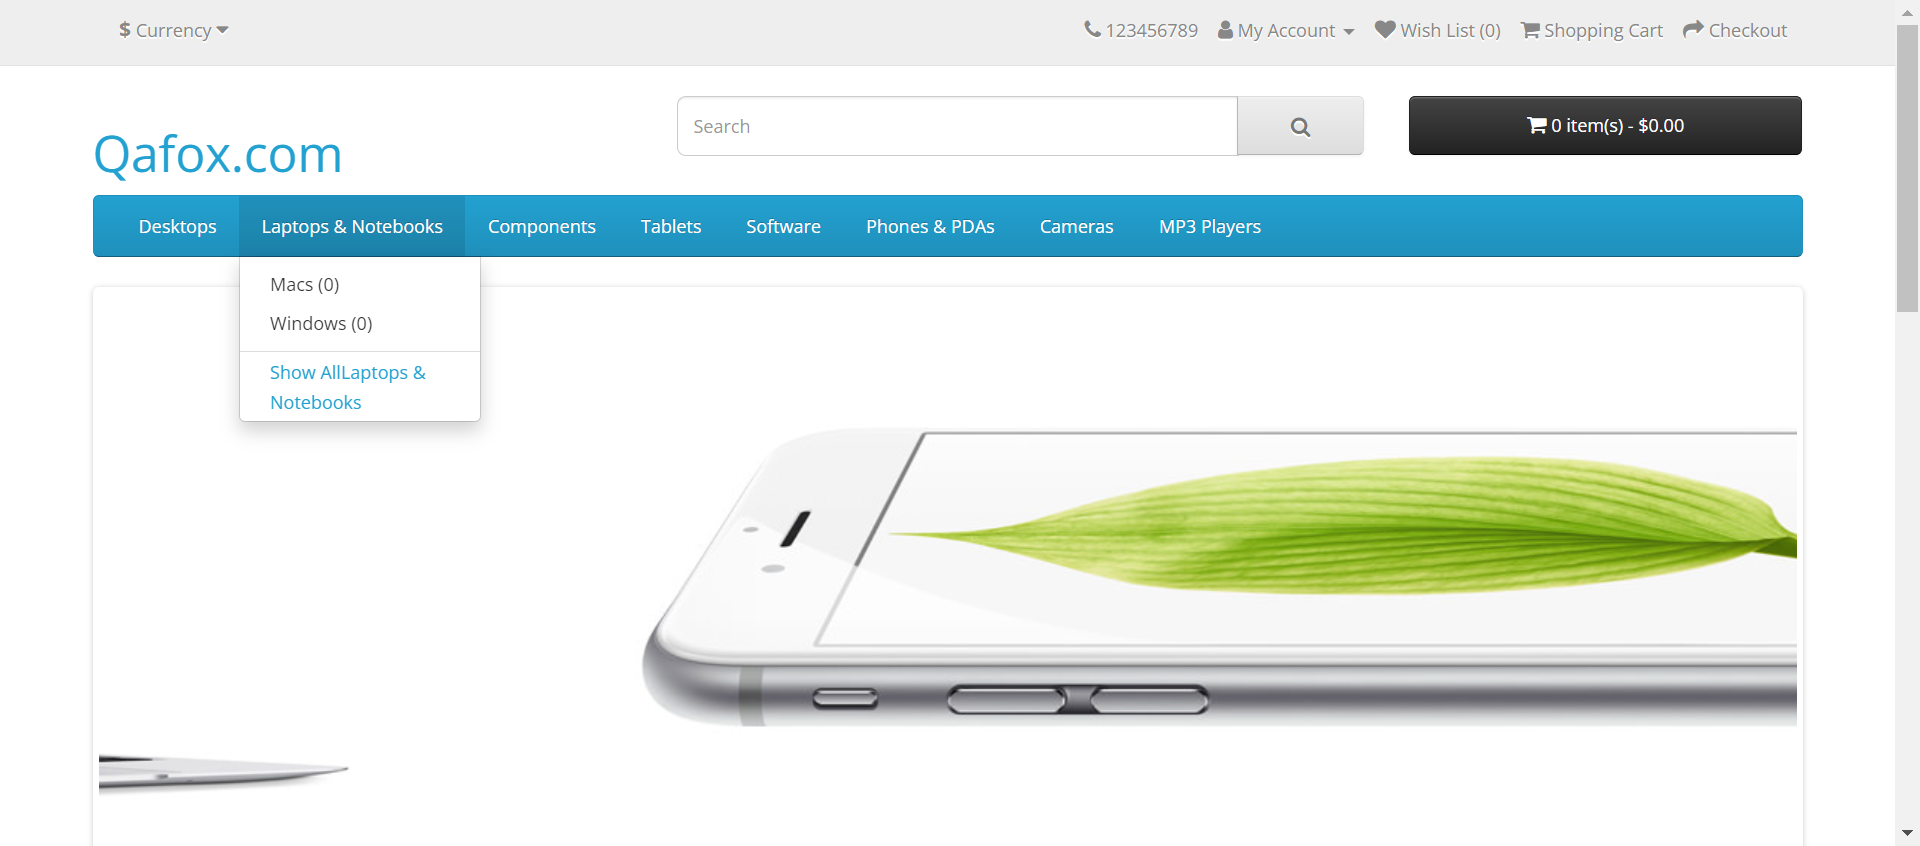 $ Currency
123456789 My Account Wish List (0) Shopping Cart Checkout
Qafox.com
Search
0 item(s) - $0.00
Desktops Laptops & Notebooks Components Tablets Software Phones & PDAs Cameras MP3 Players
Macs (0)
Windows (0)
Show AllLaptops &
Notebooks